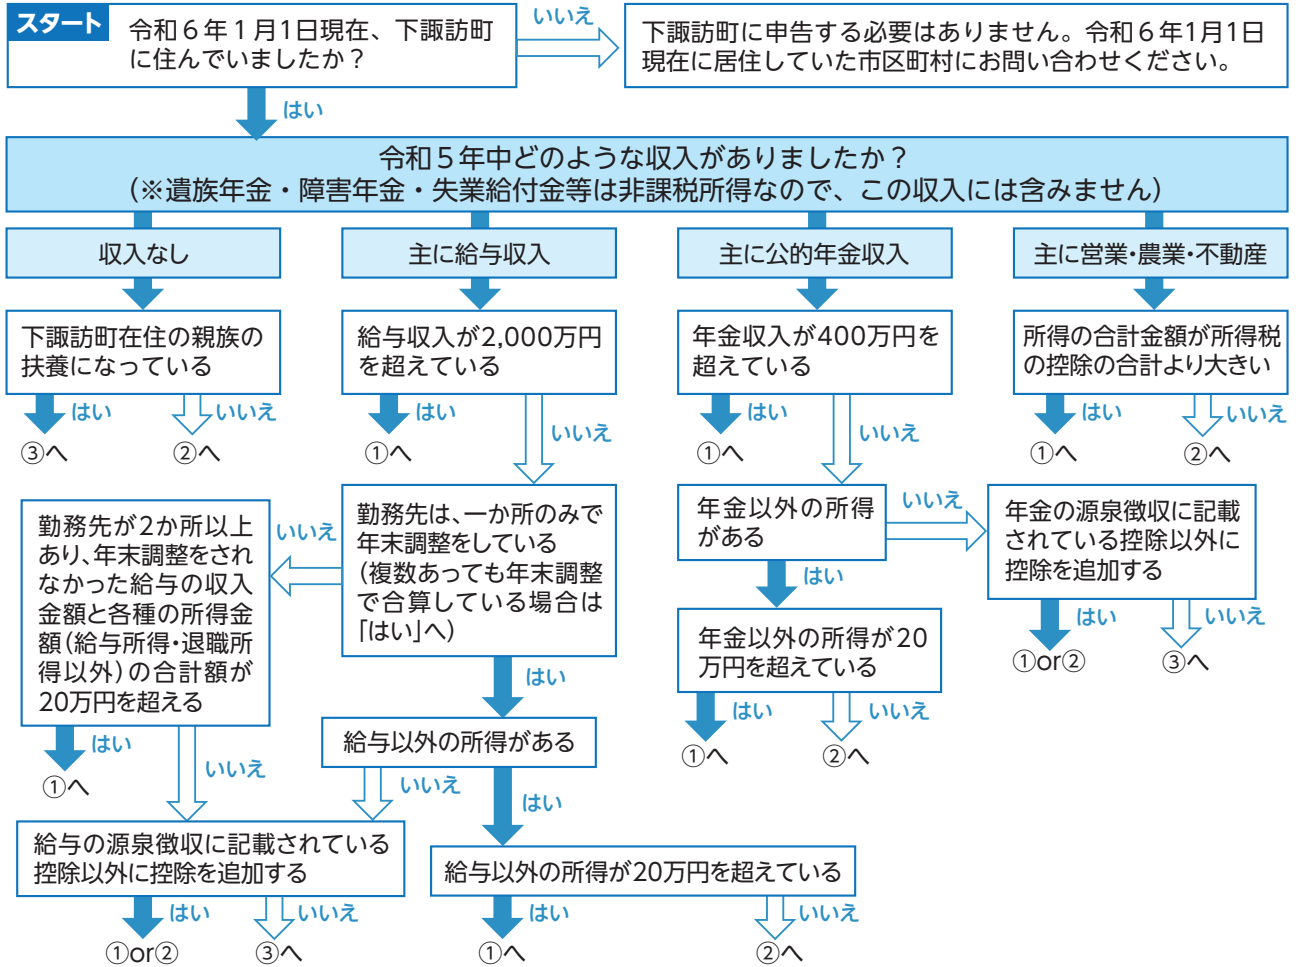 スタート
令和６年１月1日現在、下諏訪町
に住んでいましたか？
いいえ
下諏訪町に申告する必要はありません。令和６年1月1日
現在に居住していた市区町村にお問い合わせください。
はい
令和５年中どのような収入がありましたか？
（※遺族年金・障害年金・失業給付金等は非課税所得なので、この収入には含みません）
収入なし
主に給与収入
主に公的年金収入
主に営業・農業・不動産
下諏訪町在住の親族の
扶養になっている
はい
いいえ
③へ
②へ
給与収入が2,000万円
を超えている
はい
いいえ
①へ
年金収入が400万円を
超えている
はい
いいえ
①へ
所得の合計金額が所得税
の控除の合計より大きい
はい
いいえ
①へ
②へ
勤務先が2か所以上
あり、年末調整をされ
なかった給与の収入
金額と各種の所得金
額（給与所得・退職所
得以外）の合計額が
20万円を超える
いいえ
勤務先は、一か所のみで
年末調整をしている
（複数あっても年末調整
で合算している場合は
「はい」へ）
はい
年金以外の所得
がある
いいえ
はい
年金の源泉徴収に記載
されている控除以外に
控除を追加する
はい
いいえ
①or②
③へ
年金以外の所得が20
万円を超えている
はい
いいえ
①へ
②へ
はい
いいえ
①へ
給与以外の所得がある
いいえ
はい
給与の源泉徴収に記載されている
控除以外に控除を追加する
はい
いいえ
①or②
③へ
給与以外の所得が20万円を超えている
はい
いいえ
①へ
②へ